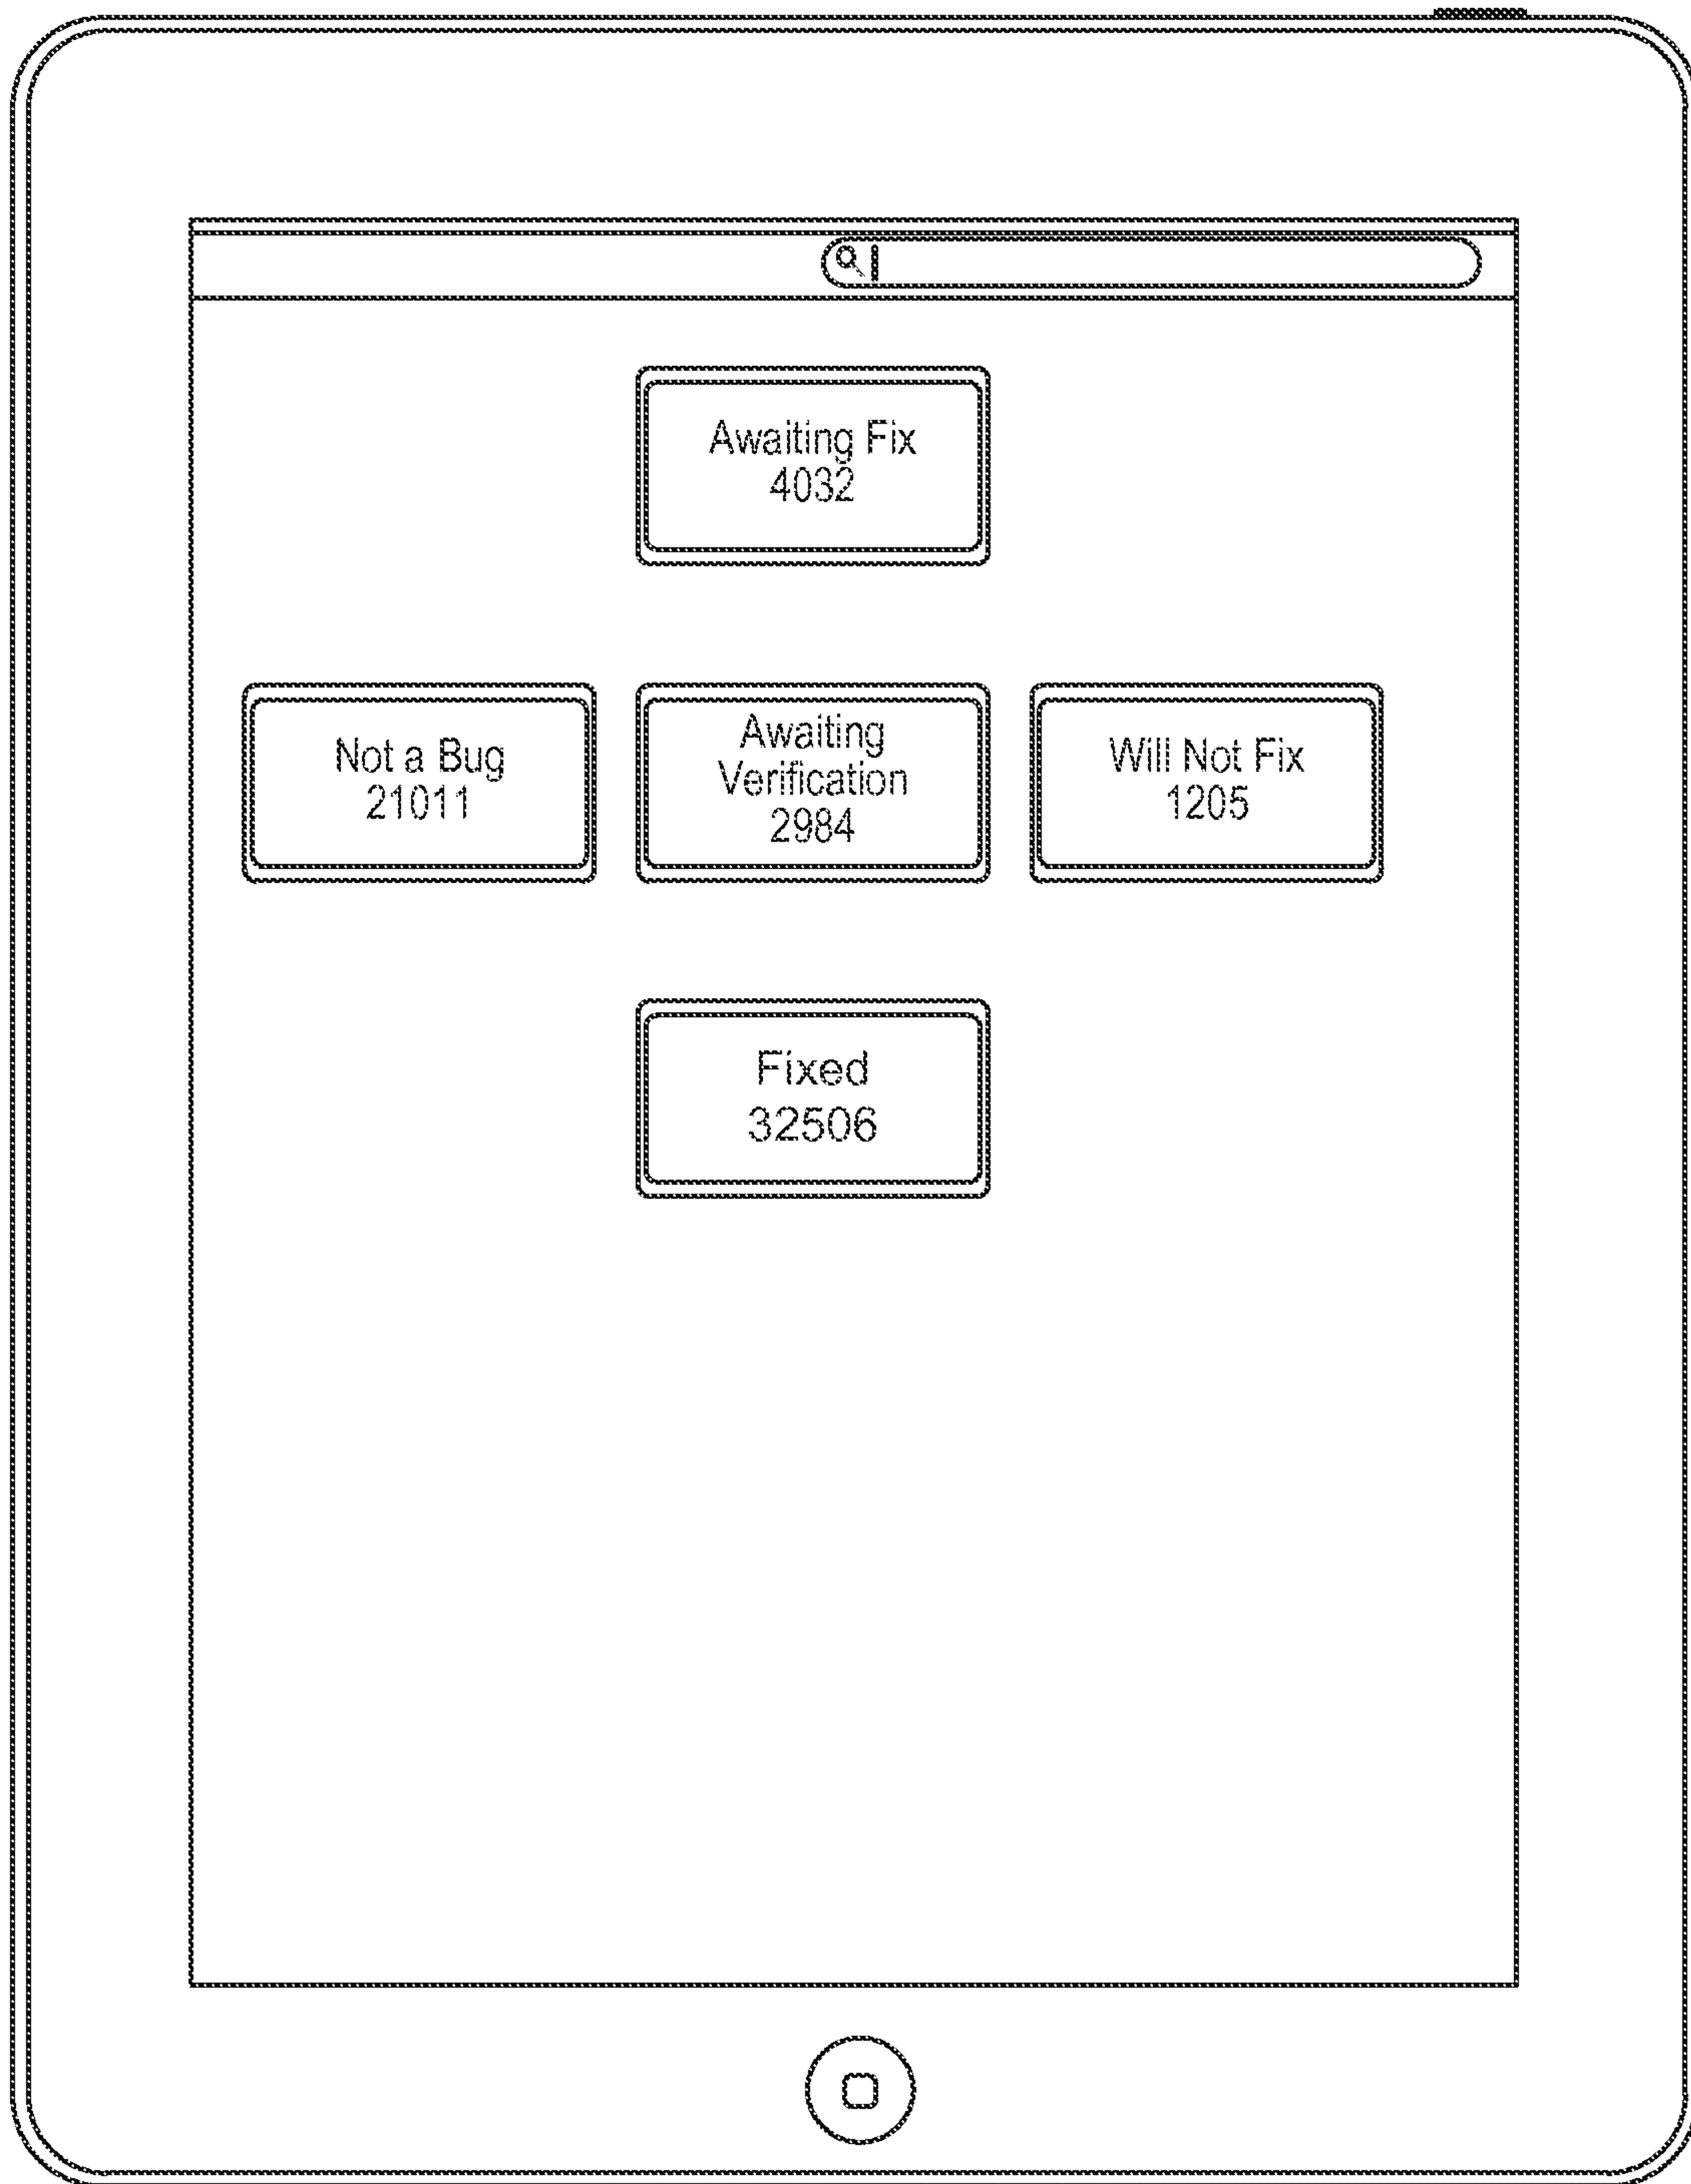 Awaiting Fix
4032
Not a Bug
21011
Awaiting
Verification
2984
Will Not Fix
1205
Fixed
32506